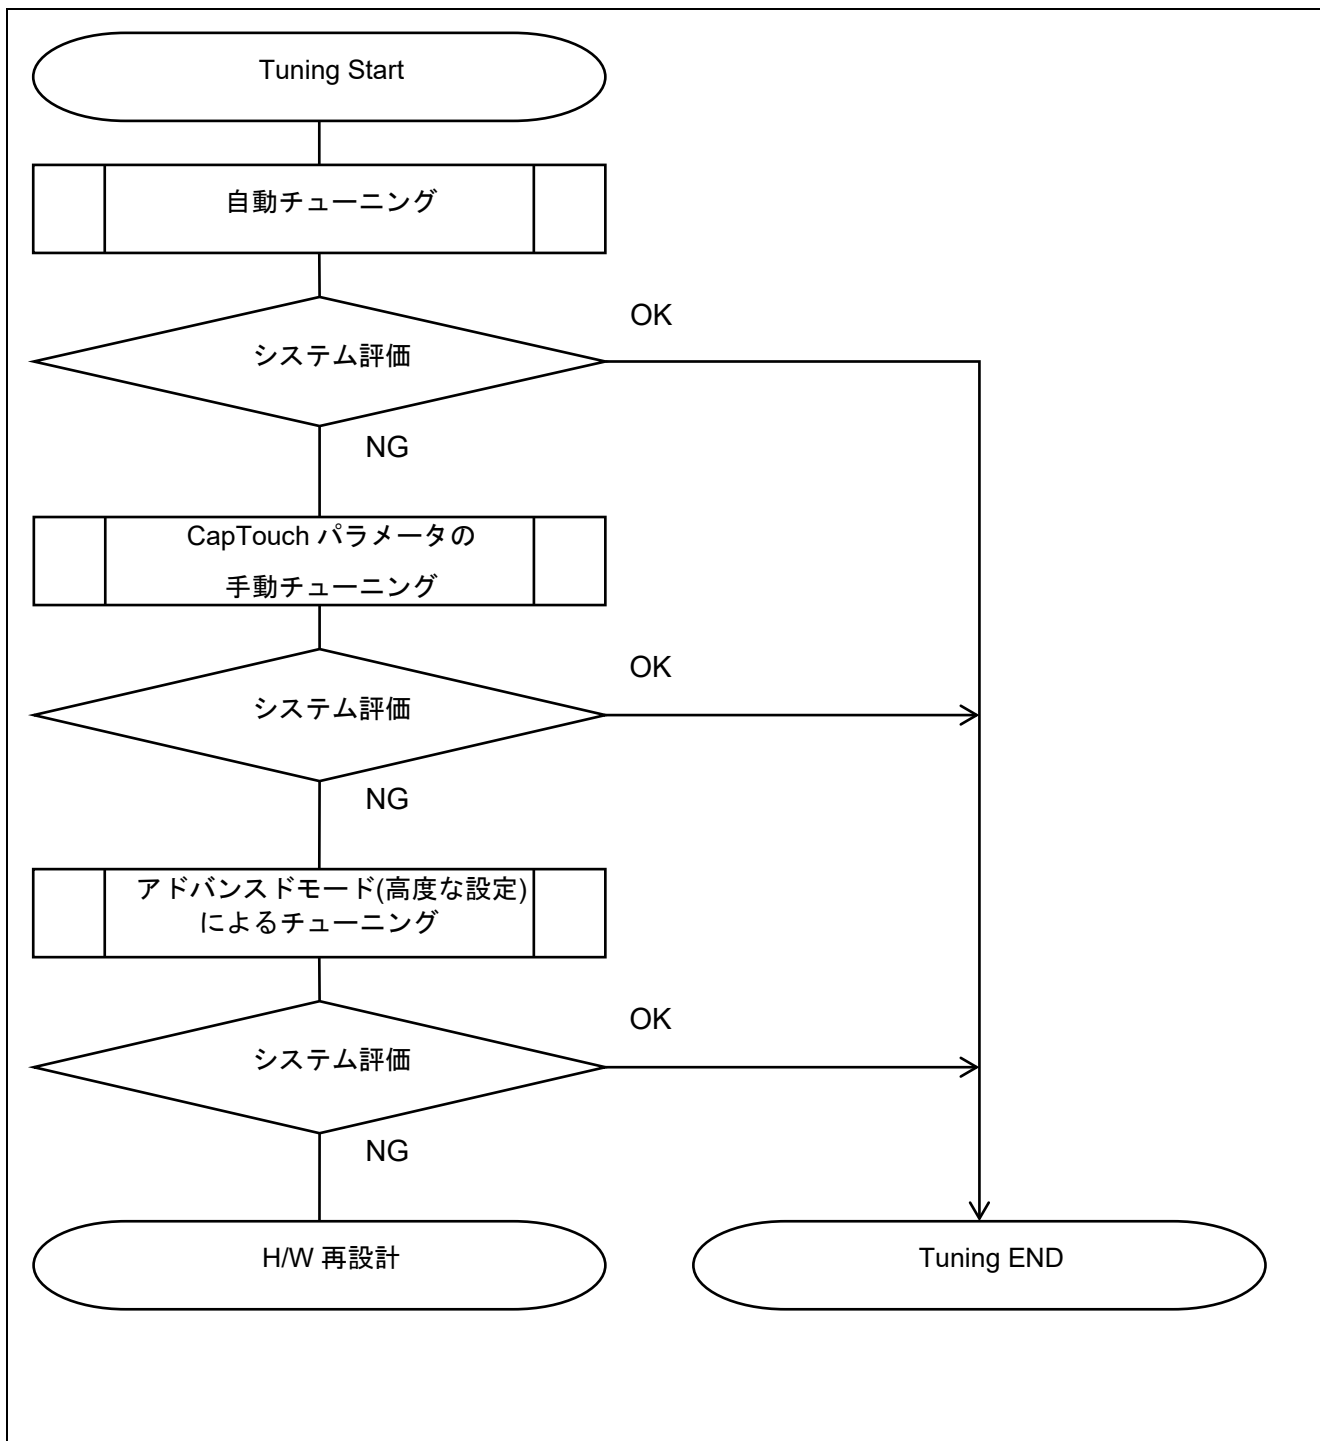 Tuning Start
自動チューニング
OK
システム評価
NG
CapTouch パラメータの
手動チューニング
OK
システム評価
NG
アドバンスドモード(高度な設定)
によるチューニング
OK
システム評価
NG
H/W 再設計
Tuning END